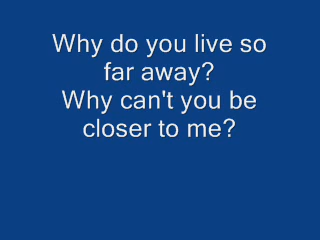 Why do you live so
far away?
Why can't you be
closer to me?